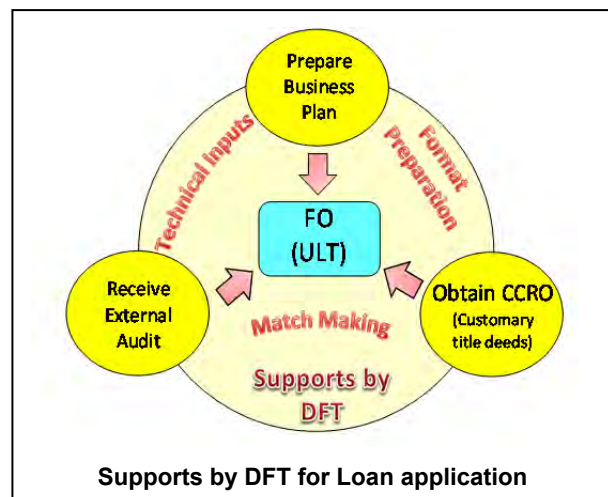 Prepare
Business
Plan
Technical Inputs
Format
Preparation
FO
(ULT)
Receive
External
Audit
Obtain CCRO
(Customary
title deeds)
Match Making
Supports by
DFT
Supports by DFT for Loan application